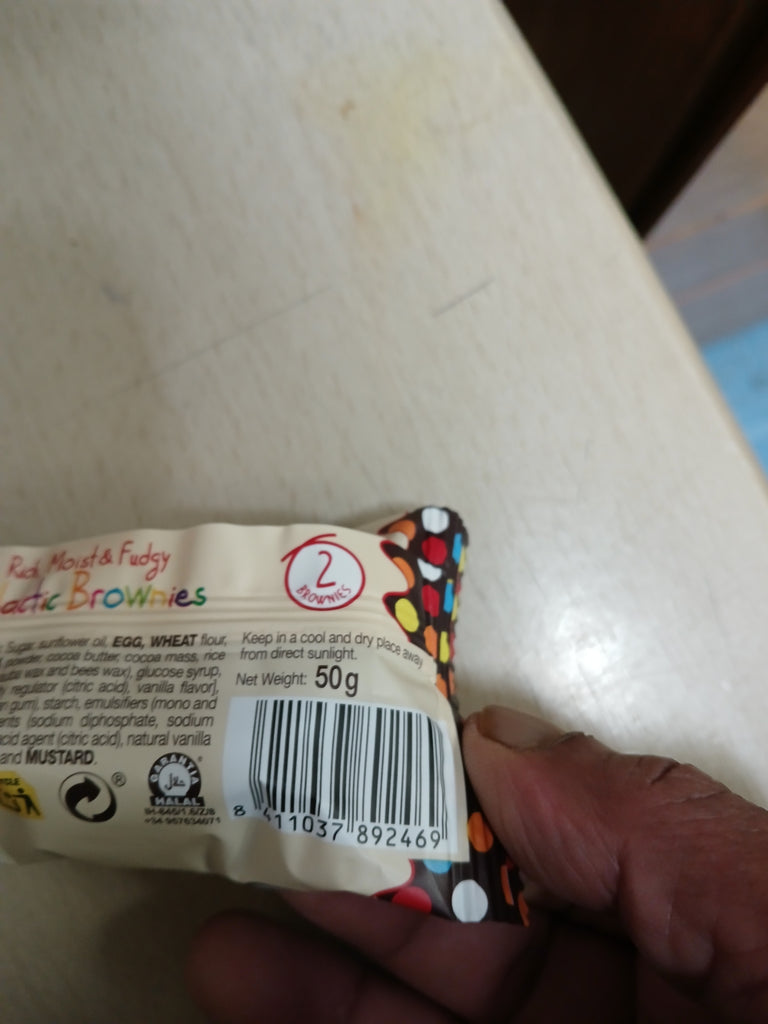 Rich, Moist & Fudgy
lactic Brownies
2
BROWNIES
Sugar, sunflower oil, EGG, WHEAT flour,
powder, cocoa butter, cocoa mass, rice
wax and bees wax), glucose syrup,
regulator (citric acid), vanilla flavor],
gum), starch, emulsifiers (mono and
(sodium diphosphate, sodium
acid agent (citric acid), natural vanilla
and MUSTARD.
Keep in a cool and dry place away
from direct sunlight.
Net Weight: 50g
GARANTIA
HALAL
8 411037 892469